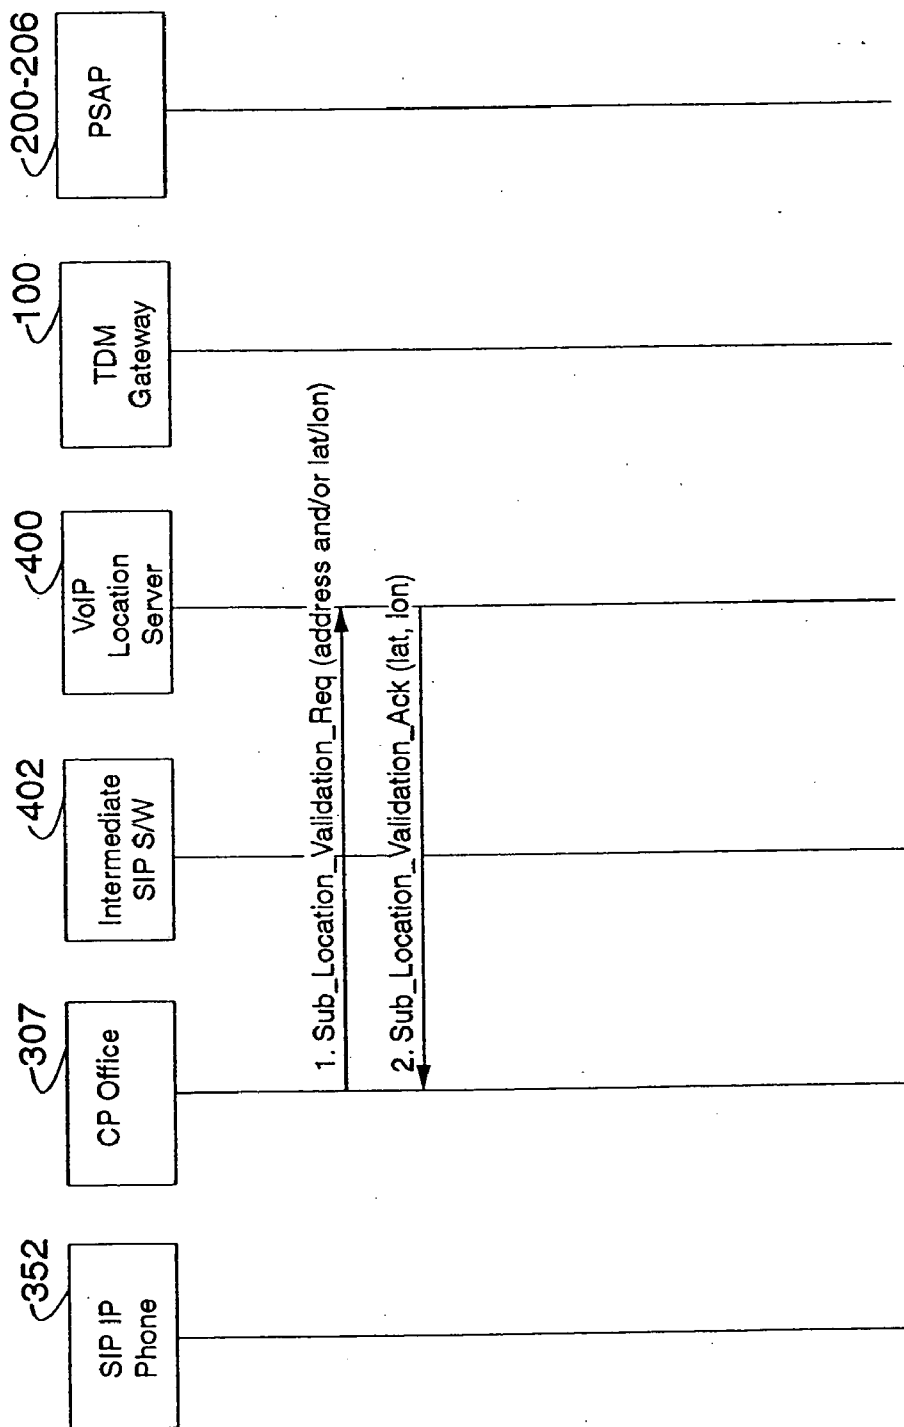 352
SIP IP
Phone
307
CP Office
402
Intermediate
SIP S/W
400
VoIP
Location
Server
100
TDM
Gateway
200-206
PSAP
1. Sub_Location_Validation_Req (address and/or lat/lon)
2. Sub_Location_Validation_Ack (lat, lon)